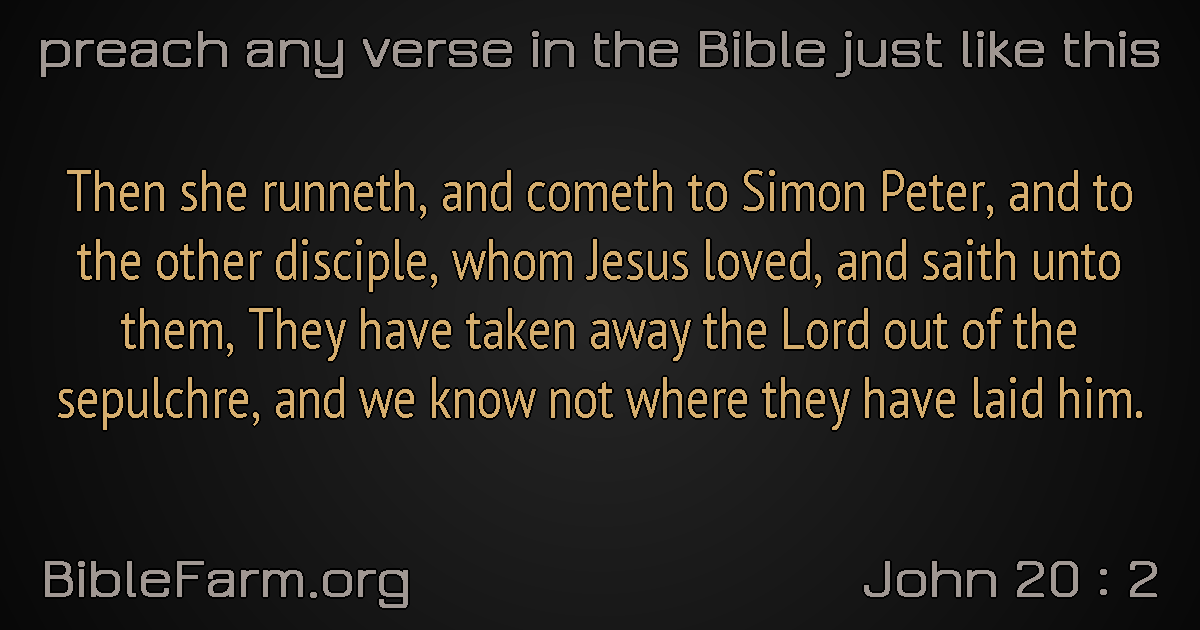 preach any verse in the Bible just like this
Then she runneth, and cometh to Simon Peter, and to
the other disciple, whom Jesus loved, and saith unto
them, They have taken away the Lord out of the
sepulchre, and we know not where they have laid him.
BibleFarm.org
John 20 : 2